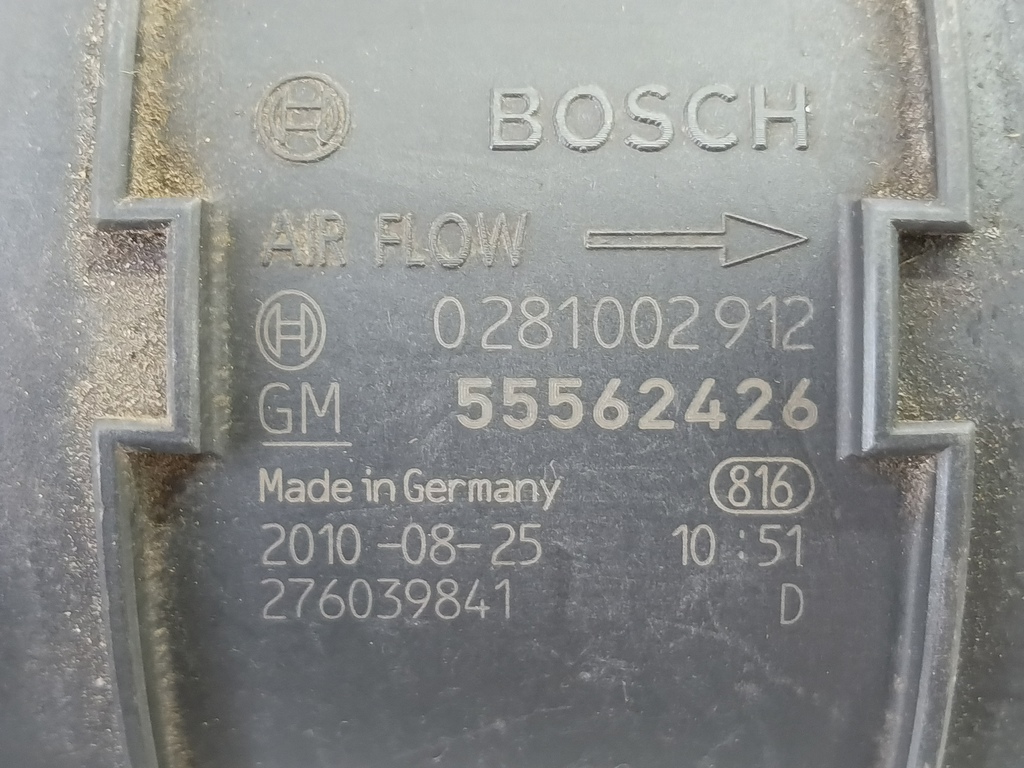 BOSCH
AIR FLOW
0 281 002 912
GM 55562426
Made in Germany 816
2010-08-25 10:51
276039841 D